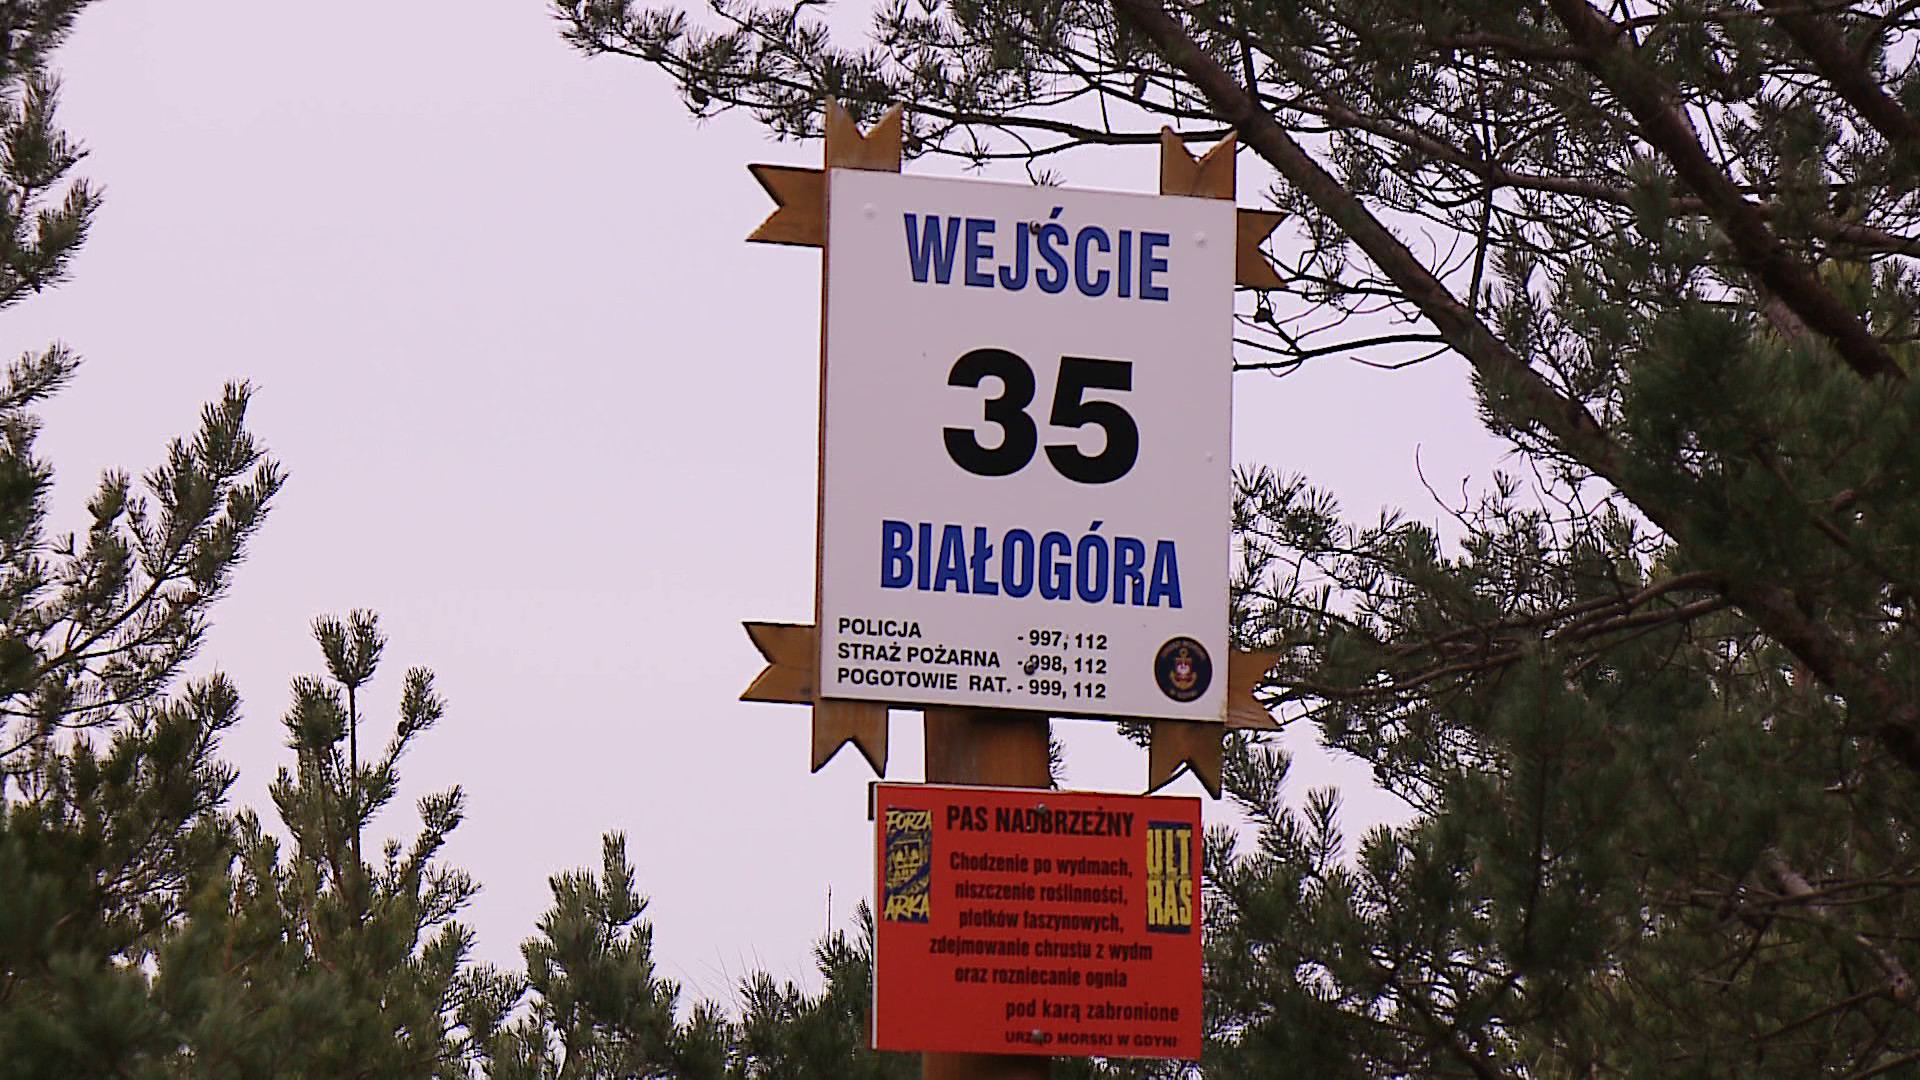 WEJŚCIE
35
BIAŁOGÓRA
POLICJA - 997, 112
STRAŻ POŻARNA - 998, 112
POGOTOWIE RAT. - 999, 112
PAS NADBRZEŻNY
FORZA
ARKA
ULT
RAS
Chodzenie po wydmach,
niszczenie roślinności,
płotków faszynowych,
zdejmowanie chrustu z wydm
oraz rozniecanie ognia
pod karą zabronione
URZĄD MORSKI W GDYNI